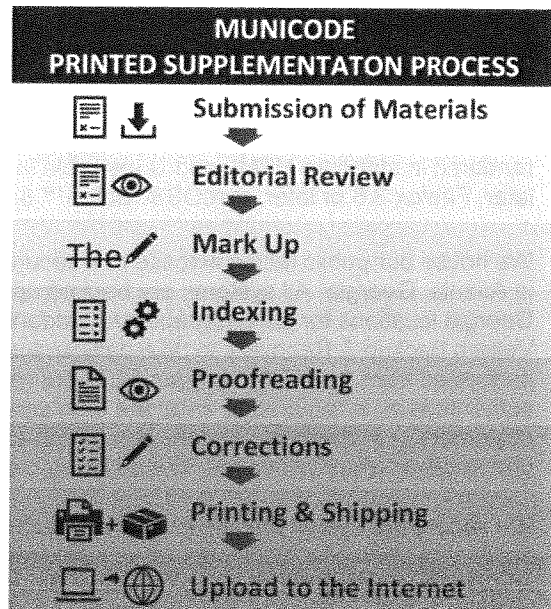 MUNICODE
PRINTED SUPPLEMENTATON PROCESS
Submission of Materials
Editorial Review
The Mark Up
Indexing
Proofreading
Corrections
Printing & Shipping
Upload to the Internet